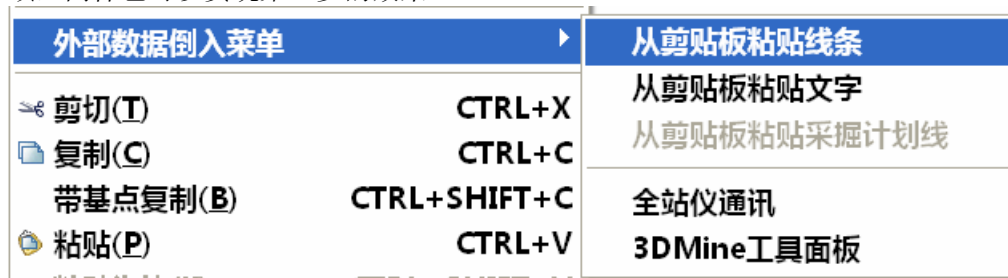 外部数据倒入菜单
剪切(T) CTRL+X
复制(C) CTRL+C
带基点复制(B) CTRL+SHIFT+C
粘贴(P) CTRL+V
从剪贴板粘贴线条
从剪贴板粘贴文字
从剪贴板粘贴采掘计划线
全站仪通讯
3DMine工具面板